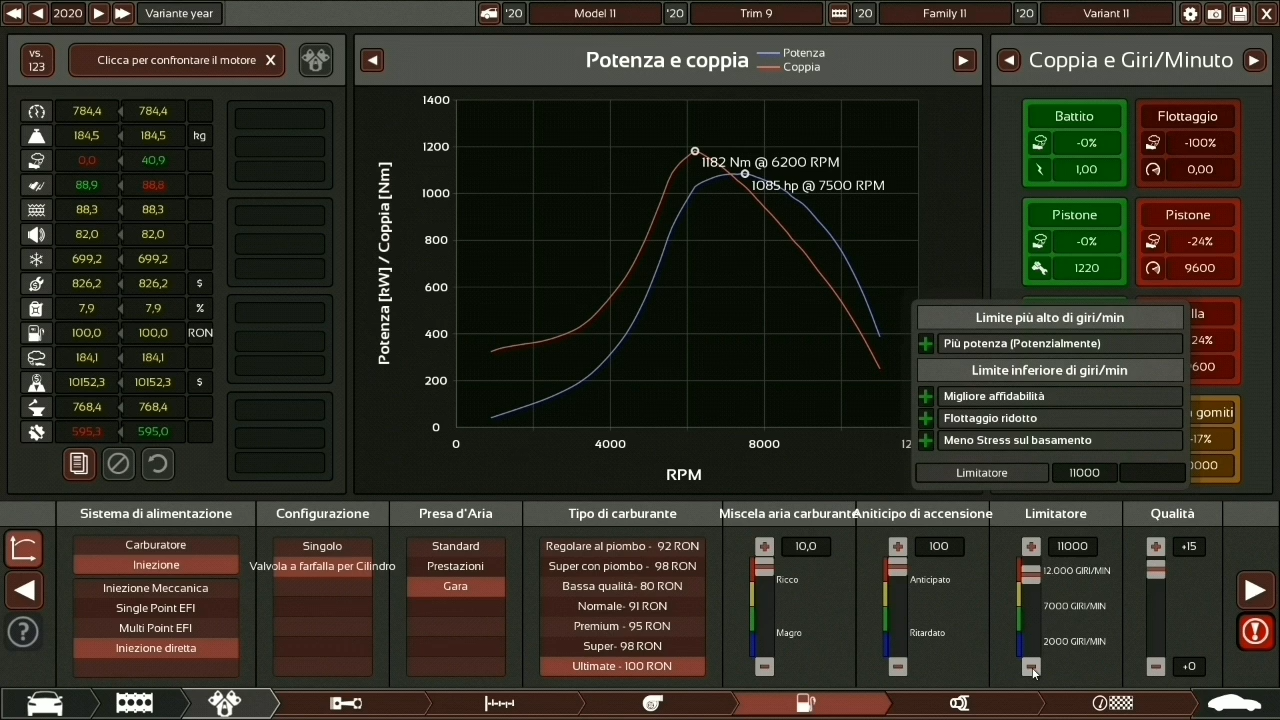 2020
Variante year
'20
Model 11
'20
Trim 9
'20
Family 11
'20
Variant 11
vs. 123
Clicca per confrontare il motore X
784,4 784,4
184,5 184,5 kg
0,0 40,9
88,9 88,8
88,3 88,3
82,0 82,0
699,2 699,2
826,2 826,2 $
7,9 7,9 %
100,0 100,0 RON
184,1 184,1
10152,3 10152,3 $
768,4 768,4
595,3 595,0
Potenza e coppia
Potenza
Coppia
Potenza [kW] / Coppia [Nm]
1400
1200
1000
800
600
400
200
0
1182 Nm @ 6200 RPM
1085 hp @ 7500 RPM
0 4000 8000 12
RPM
Coppia e Giri/Minuto
Battito
-0%
1,00
Flottaggio
-100%
0,00
Pistone
-0%
1220
Pistone
-24%
9600
Limite più alto di giri/min
Più potenza (Potenzialmente)
Limite inferiore di giri/min
Migliore affidabilità
Flottaggio ridotto
Meno Stress sul basamento
Limitatore 11000
lla
24%
600
gomiti
-17%
0000
Sistema di alimentazione
Carburatore
Iniezione
Iniezione Meccanica
Single Point EFI
Multi Point EFI
Iniezione diretta
Configurazione
Singolo
Valvola a farfalla per Cilindro
Presa d'Aria
Standard
Prestazioni
Gara
Tipo di carburante
Regolare al piombo - 92 RON
Super con piombo - 98 RON
Bassa qualità- 80 RON
Normale- 91 RON
Premium - 95 RON
Super- 98 RON
Ultimate - 100 RON
Miscela aria carburante
10,0
Ricco
Magro
Anticipo di accensione
100
Anticipato
Ritardato
Limitatore
11000
12.000 GIRI/MIN
7000 GIRI/MIN
2000 GIRI/MIN
Qualità
+15
+0